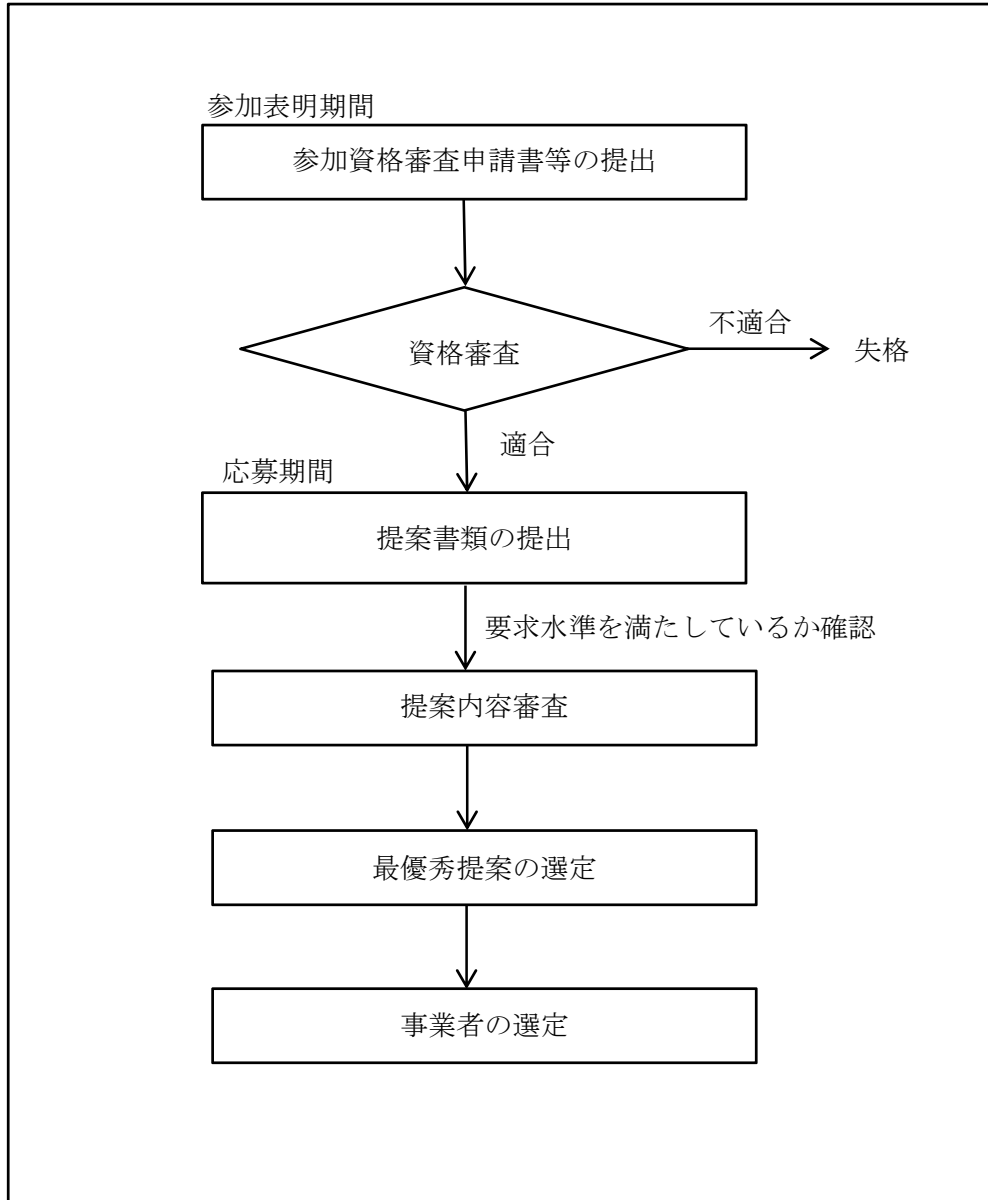 参加表明期間
参加資格審査申請書等の提出
不適合
資格審査
失格
適合
応募期間
提案書類の提出
要求水準を満たしているか確認
提案内容審査
最優秀提案の選定
事業者の選定